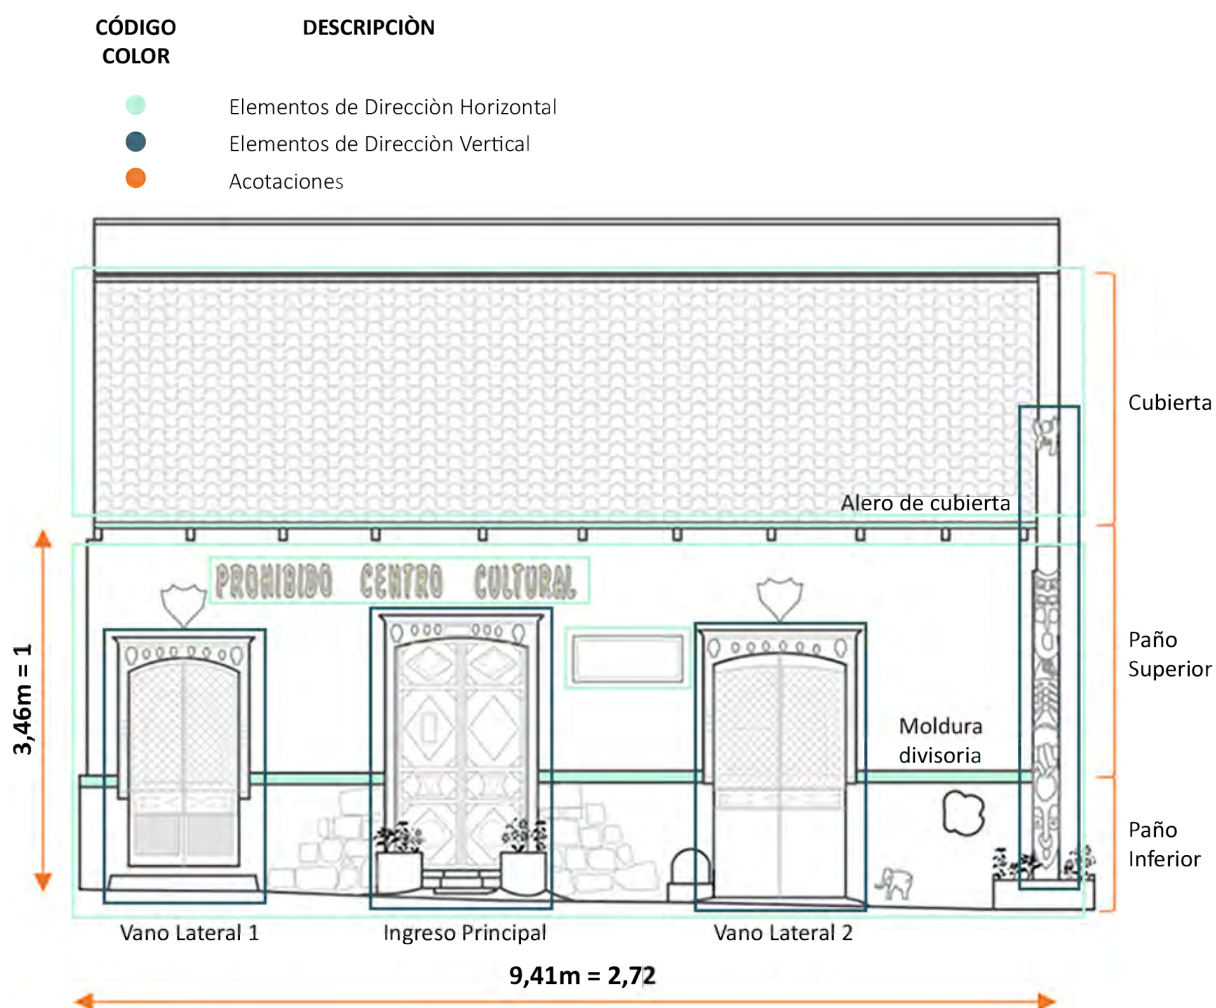 CÓDIGO
COLOR
DESCRIPCIÒN
Elementos de Direcciòn Horizontal
Elementos de Direcciòn Vertical
Acotaciones
Cubierta
Alero de cubierta
PROHIBIDO CENTRO CULTURAL
Paño
Superior
3,46m = 1
Moldura
divisoria
Paño
Inferior
Vano Lateral 1
Ingreso Principal
Vano Lateral 2
9,41m = 2,72